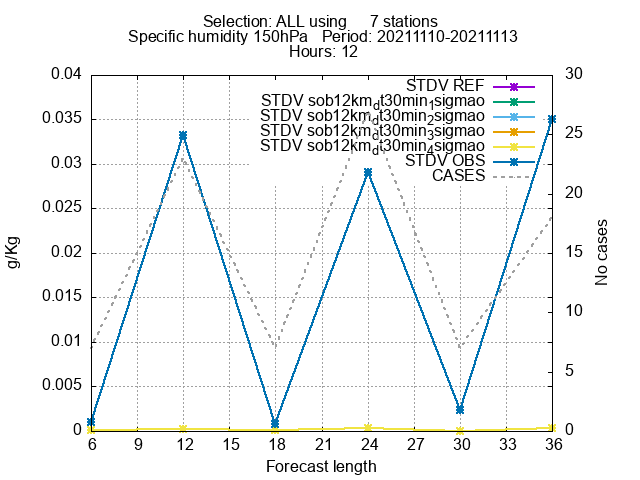 Selection: ALL using 7 stations
Specific humidity 150hPa Period: 20211110-20211113
Hours: 12
0.04
0.035
0.03
0.025
0.02
0.015
0.01
0.005
0
g/Kg
30
25
20
15
10
5
0
No cases
STDV REF
STDV sob12km_dt30min_1sigmao
STDV sob12km_dt30min_2sigmao
STDV sob12km_dt30min_3sigmao
STDV sob12km_dt30min_4sigmao
STDV OBS
CASES
6 9 12 15 18 21 24 27 30 33 36
Forecast length